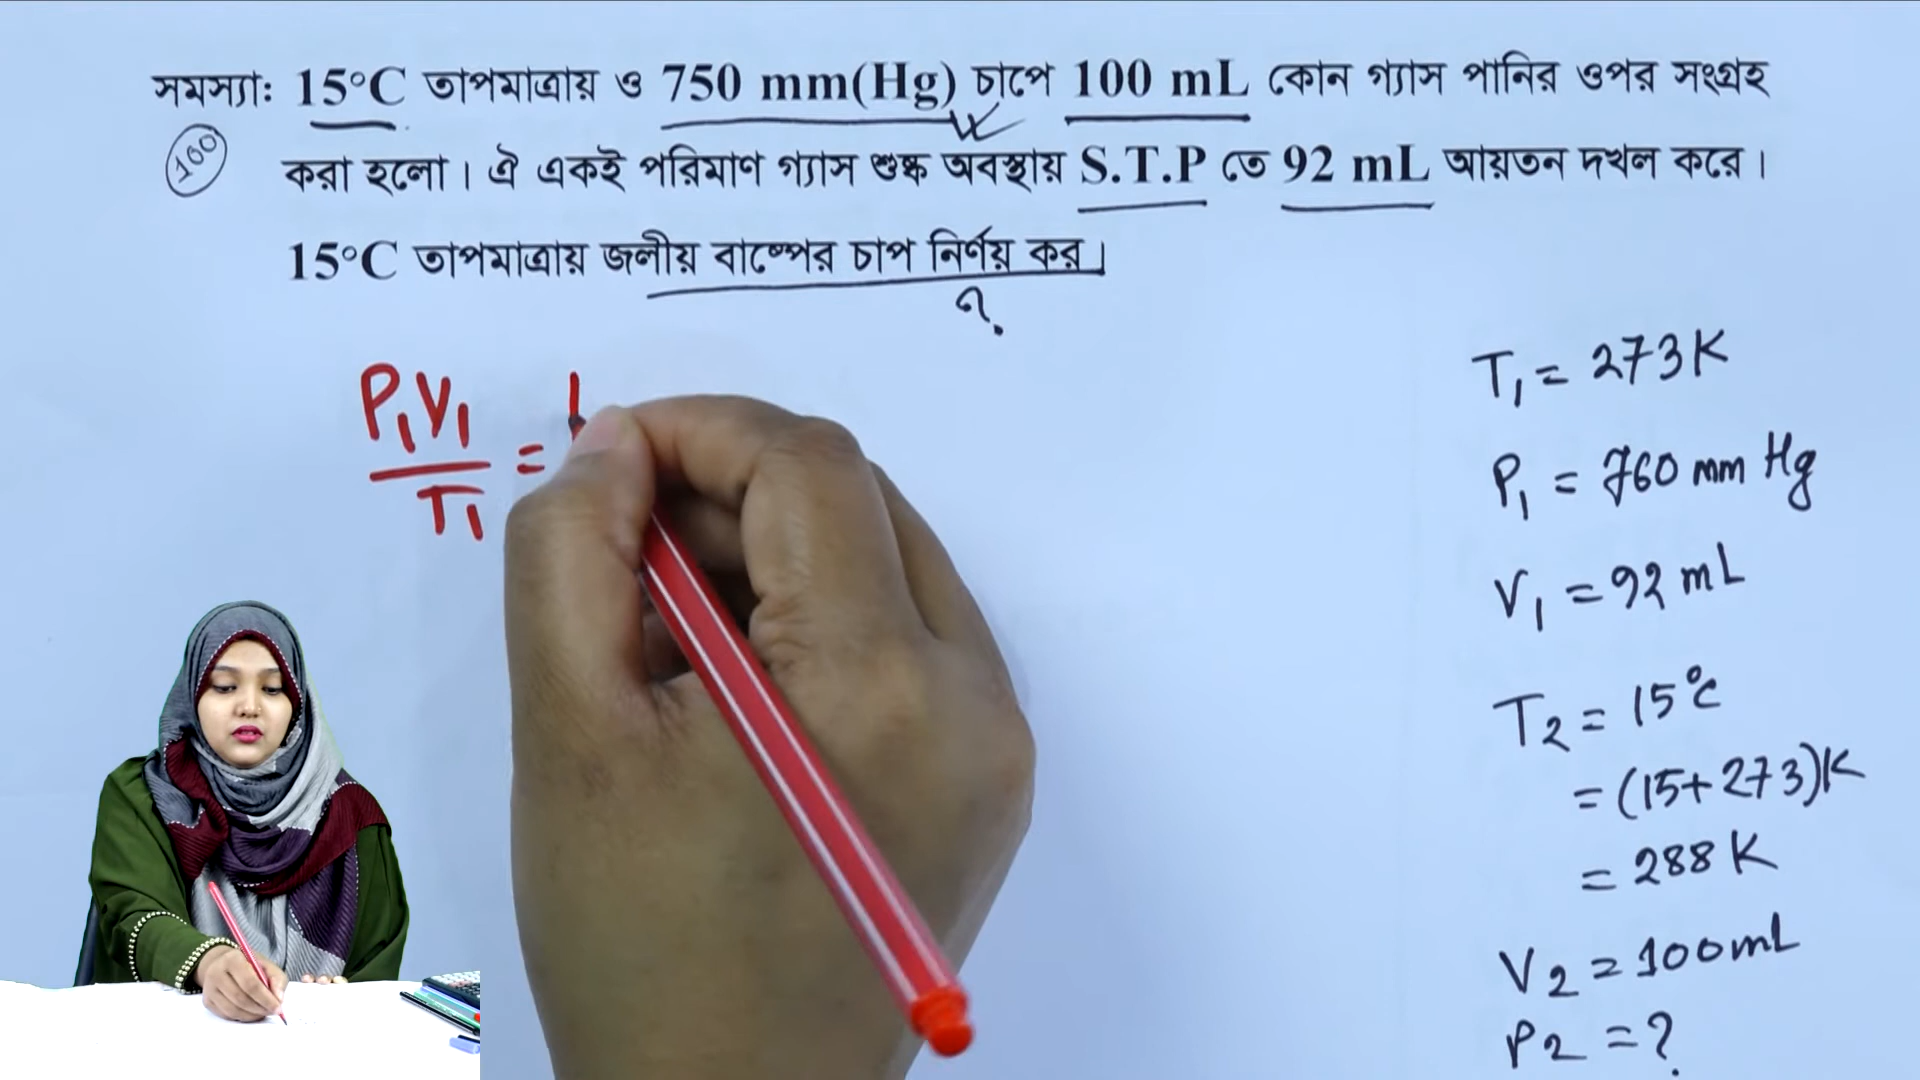 সমস্যাঃ 15°C তাপমাত্রায় ও 750 mm(Hg) চাপে 100 mL কোন গ্যাস পানির ওপর সংগ্রহ
100
করা হলো। ঐ একই পরিমাণ গ্যাস শুষ্ক অবস্থায় S.T.P তে 92 mL আয়তন দখল করে।
15°C তাপমাত্রায় জলীয় বাষ্পের চাপ নির্ণয় কর।
?
P₁V₁
T₁
=
T₁ = 273K
P₁ = 760 mm Hg
V₁ = 92 mL
T₂ = 15°C
= (15+273)K
= 288 K
V₂ = 100mL
P₂ = ?